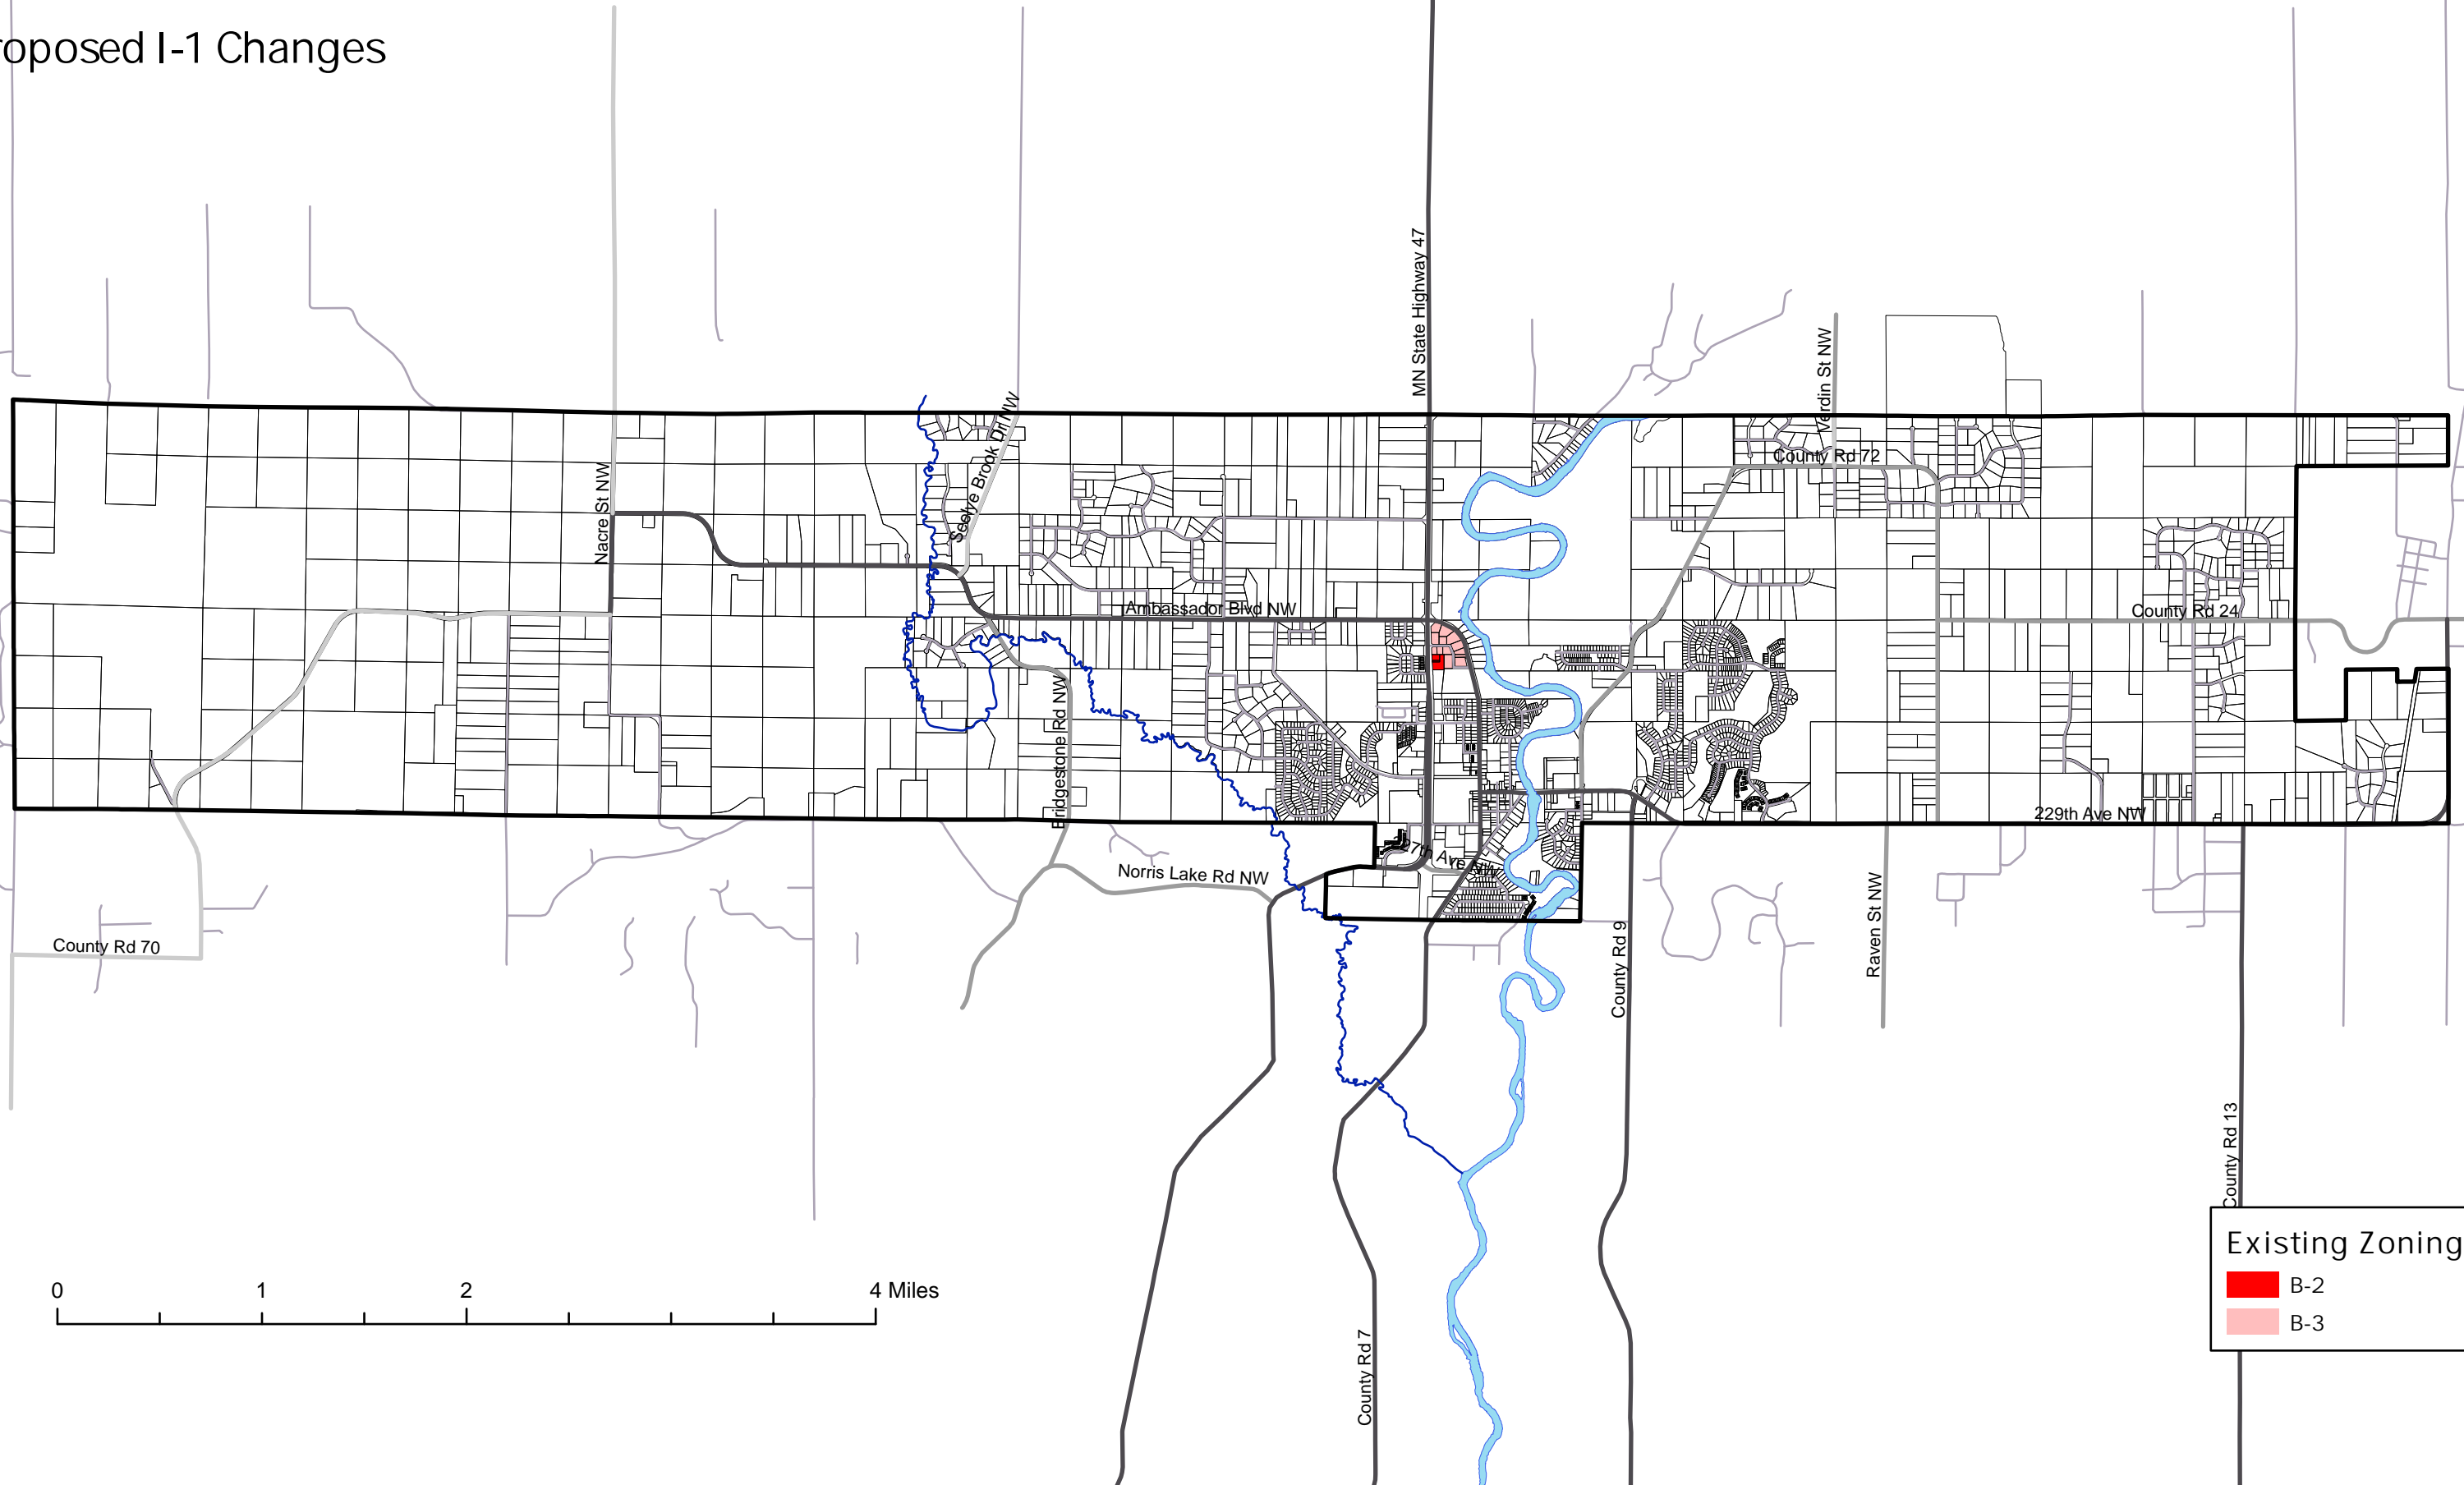 roposed I-1 Changes
MN State Highway 47
Verdin St NW
Seelye Brook Dr NW
County Rd 72
Nacre St NW
Ambassador Blvd NW
County Rd 24
Bridgestone Rd NW
229th Ave NW
7th Ave NW
Norris Lake Rd NW
Raven St NW
County Rd 9
County Rd 70
County Rd 13
Existing Zoning
B-2
B-3
0 1 2 4 Miles
County Rd 7